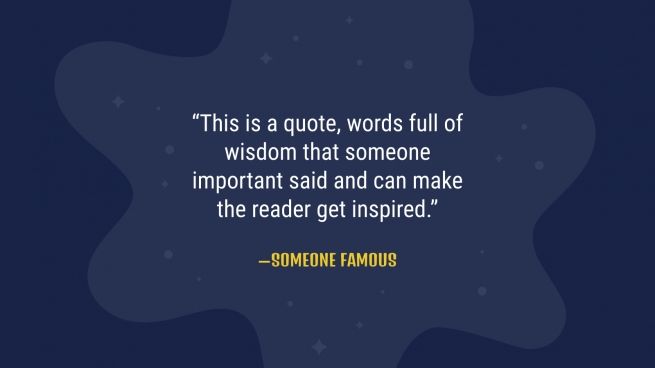 “This is a quote, words full of
wisdom that someone
important said and can make
the reader get inspired.”
—SOMEONE FAMOUS